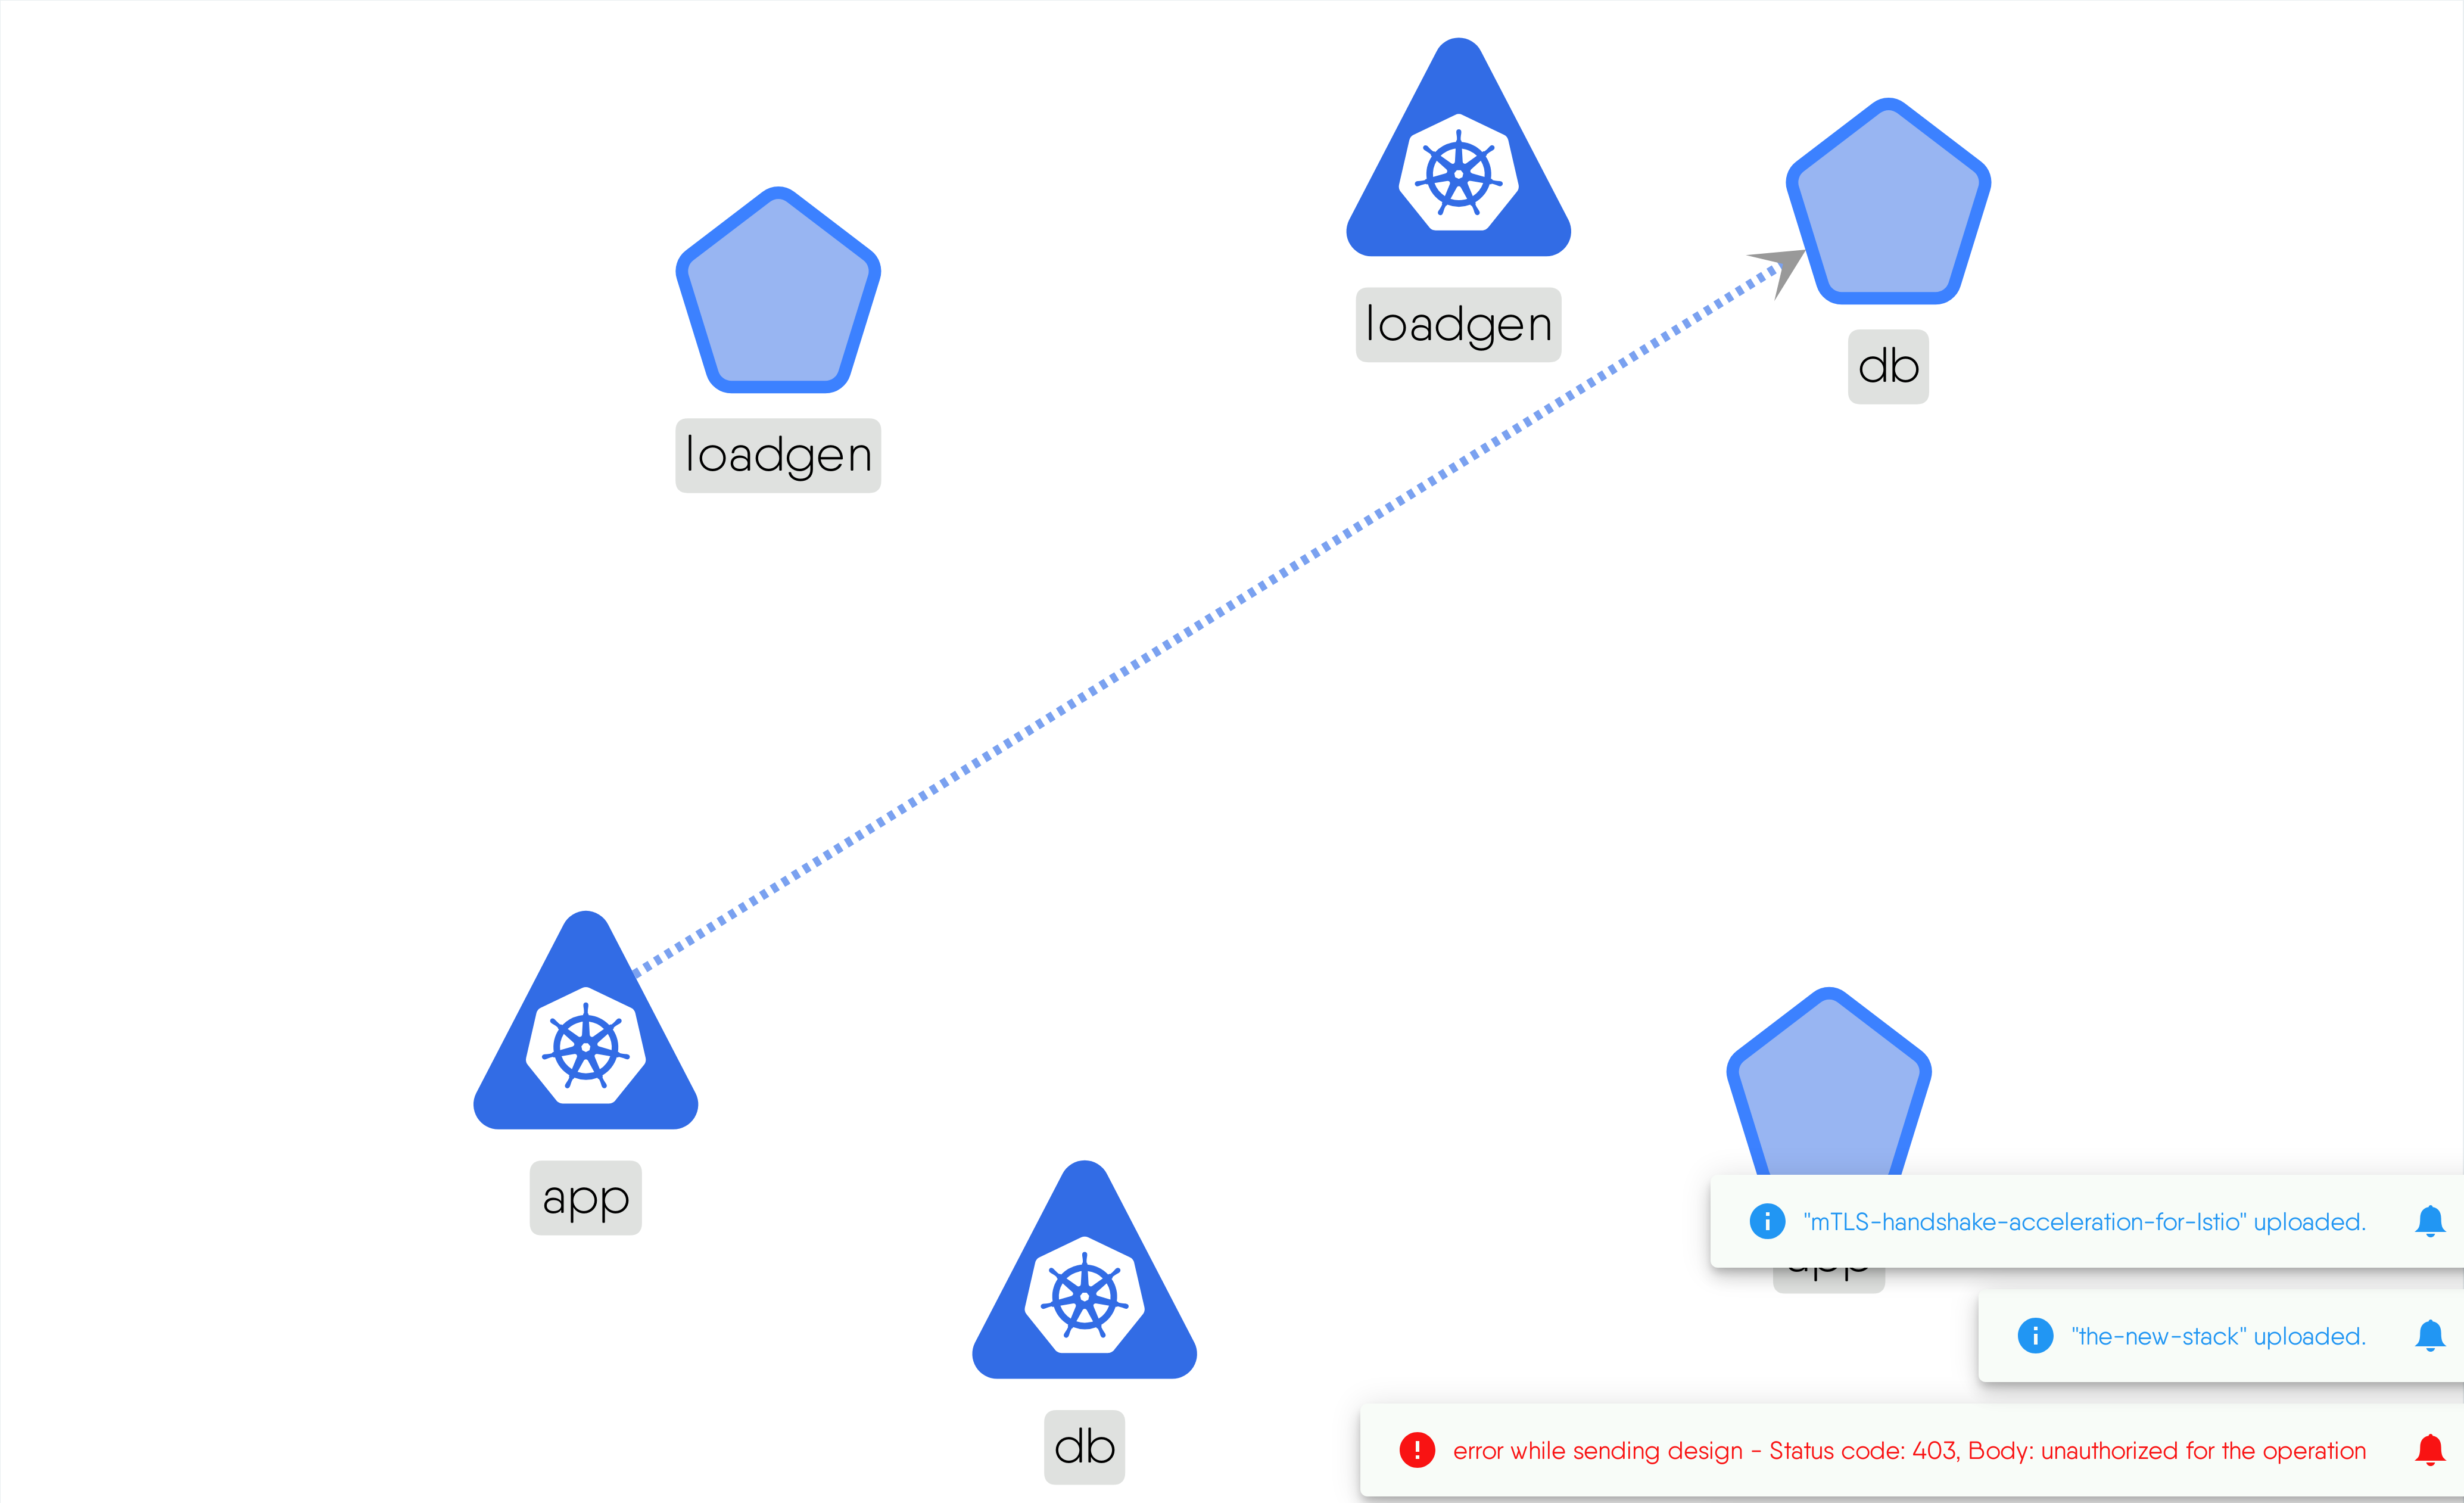 loadgen
db
loadgen
app
"mTLS-handshake-acceleration-for-Istio" uploaded.
app
"the-new-stack" uploaded.
db
error while sending design - Status code: 403, Body: unauthorized for the operation